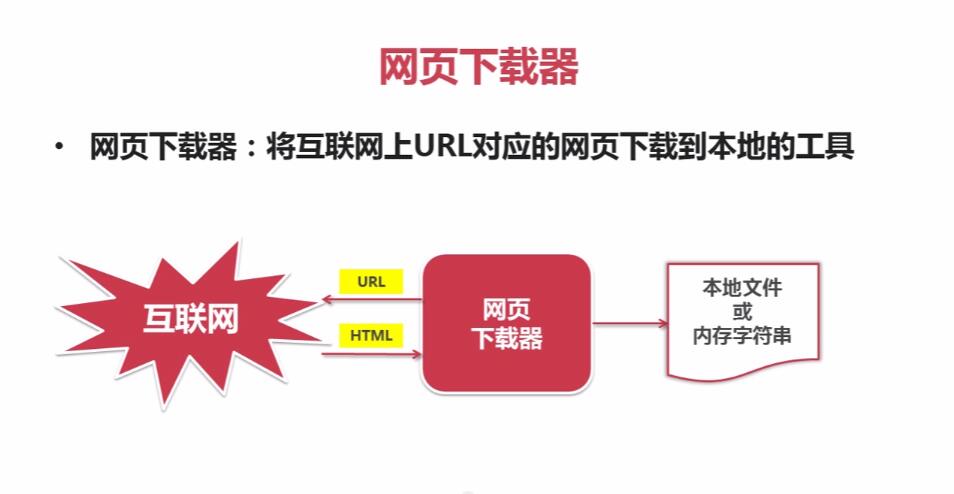 网页下载器
• 网页下载器：将互联网上URL对应的网页下载到本地的工具
互联网
URL
HTML
网页
下载器
本地文件
或
内存字符串